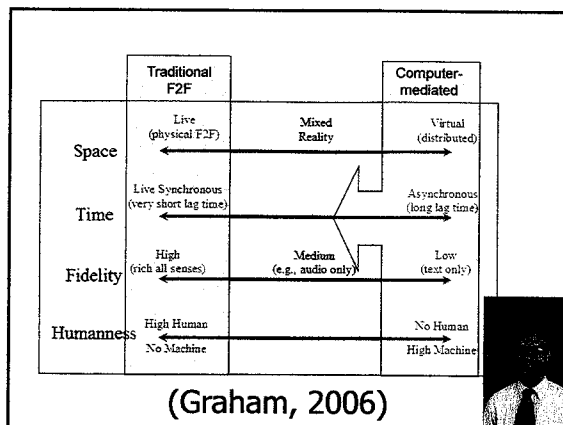 Traditional
F2F
Computer-
mediated
Live
(physical F2F)
Mixed
Reality
Virtual
(distributed)
Space
Live Synchronous
(very short lag time)
Asynchronous
(long lag time)
Time
High
(rich all senses)
Medium
(e.g., audio only)
Low
(text only)
Fidelity
High Human
No Machine
No Human
High Machine
Humanness
(Graham, 2006)